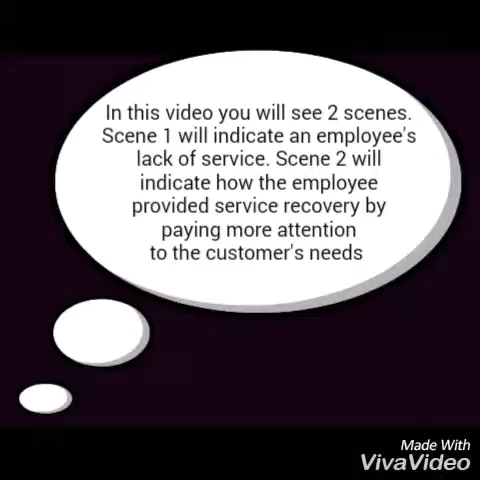 In this video you will see 2 scenes.
Scene 1 will indicate an employee's
lack of service. Scene 2 will
indicate how the employee
provided service recovery by
paying more attention
to the customer's needs
Made With
VivaVideo